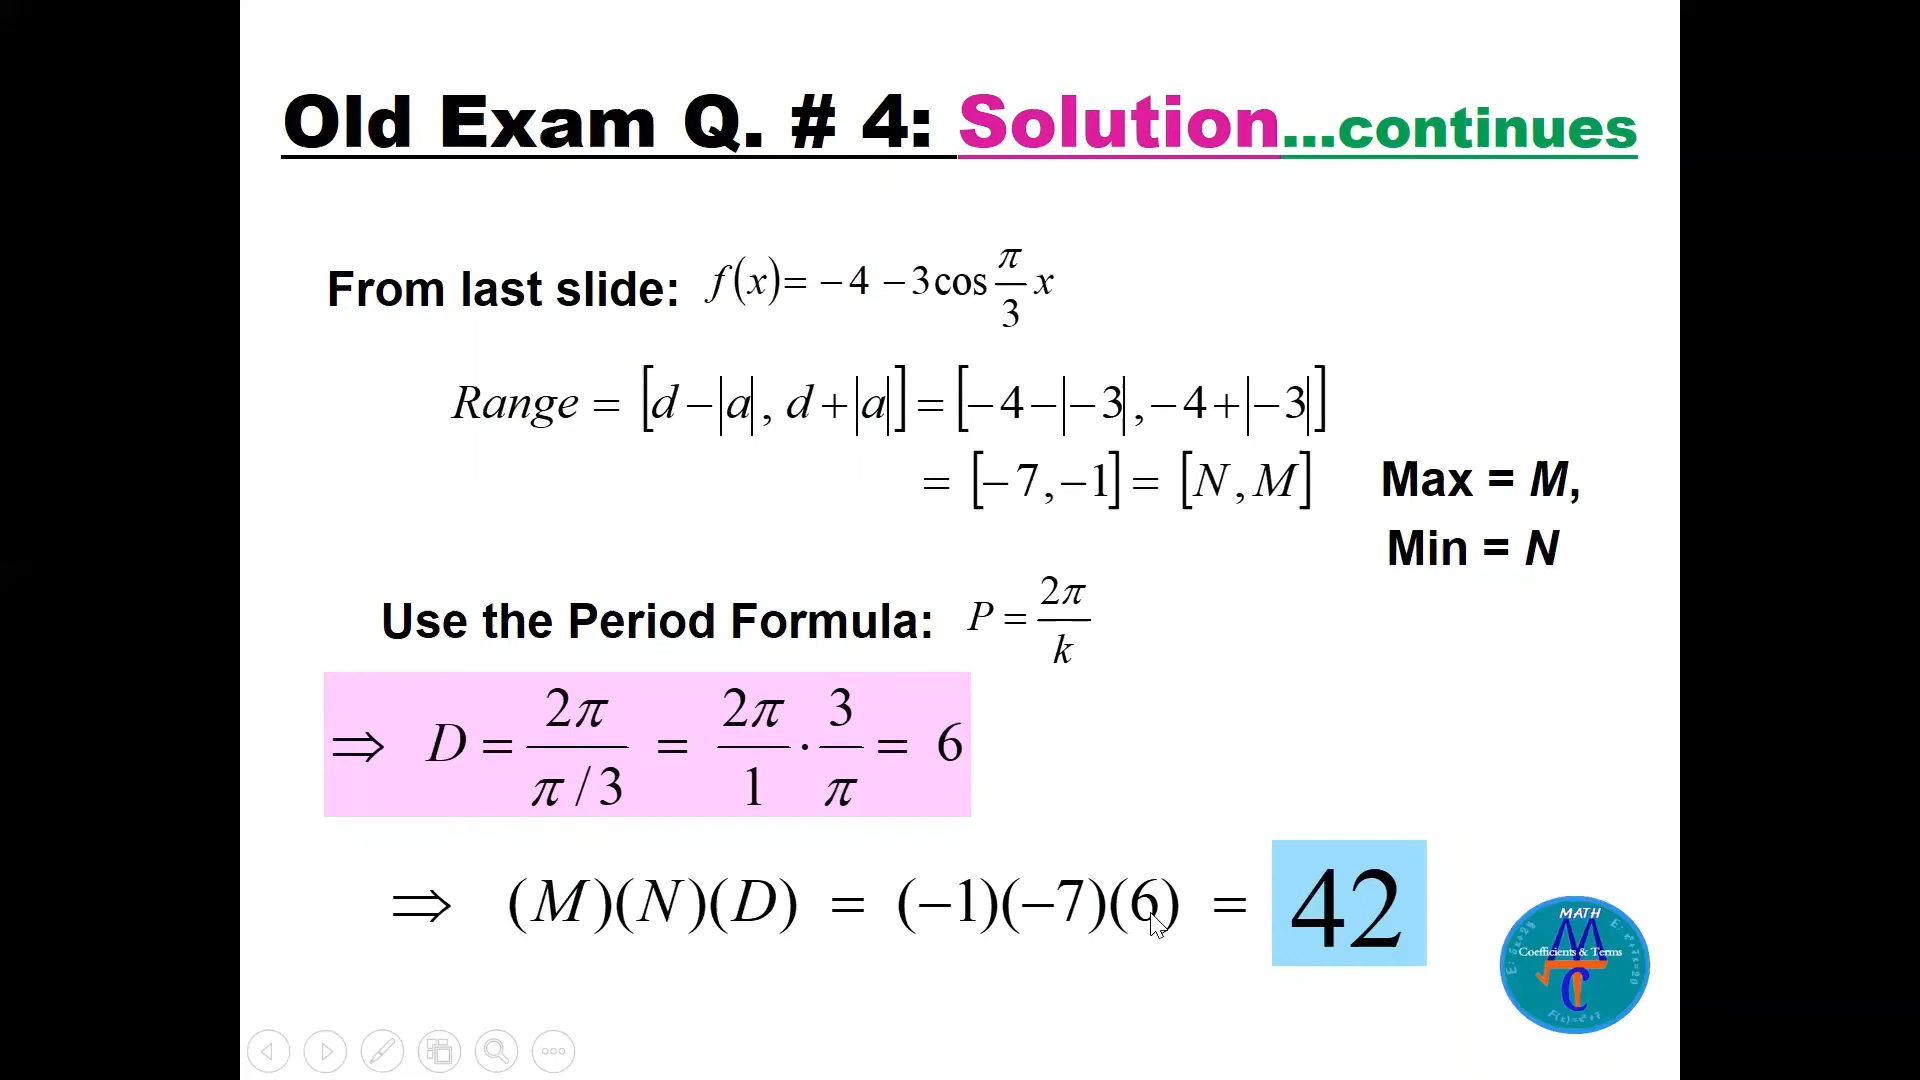 Old Exam Q. # 4: Solution...continues
From last slide: f(x)= −4 −3cos π/3 x
Range = [d−|a|, d+|a|] = [−4−|−3|,−4+|−3|]
= [−7,−1] = [N,M]
Max = M,
Min = N
Use the Period Formula: P = 2π/k
⇒ D = 2π/π/3 = 2π/1 · 3/π = 6
⇒ (M)(N)(D) = (−1)(−7)(6) = 42
MATH
Coefficients & Terms